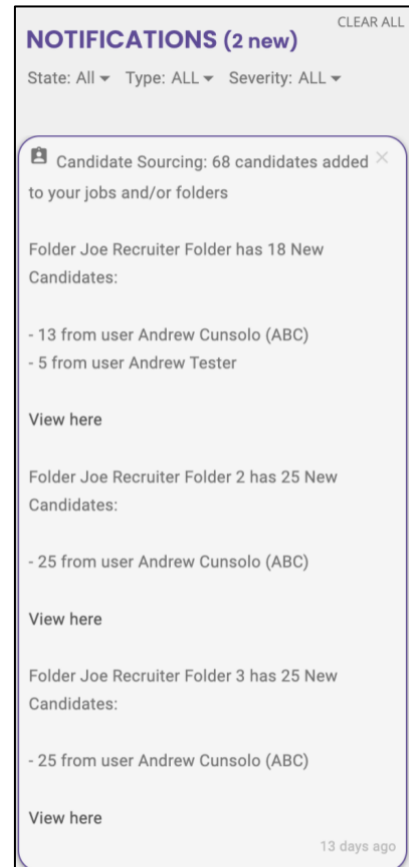 CLEAR ALL
NOTIFICATIONS (2 new)
State: All Type: ALL Severity: ALL
Candidate Sourcing: 68 candidates added
to your jobs and/or folders
Folder Joe Recruiter Folder has 18 New
Candidates:
- 13 from user Andrew Cunsolo (ABC)
- 5 from user Andrew Tester
View here
Folder Joe Recruiter Folder 2 has 25 New
Candidates:
- 25 from user Andrew Cunsolo (ABC)
View here
Folder Joe Recruiter Folder 3 has 25 New
Candidates:
- 25 from user Andrew Cunsolo (ABC)
View here
13 days ago